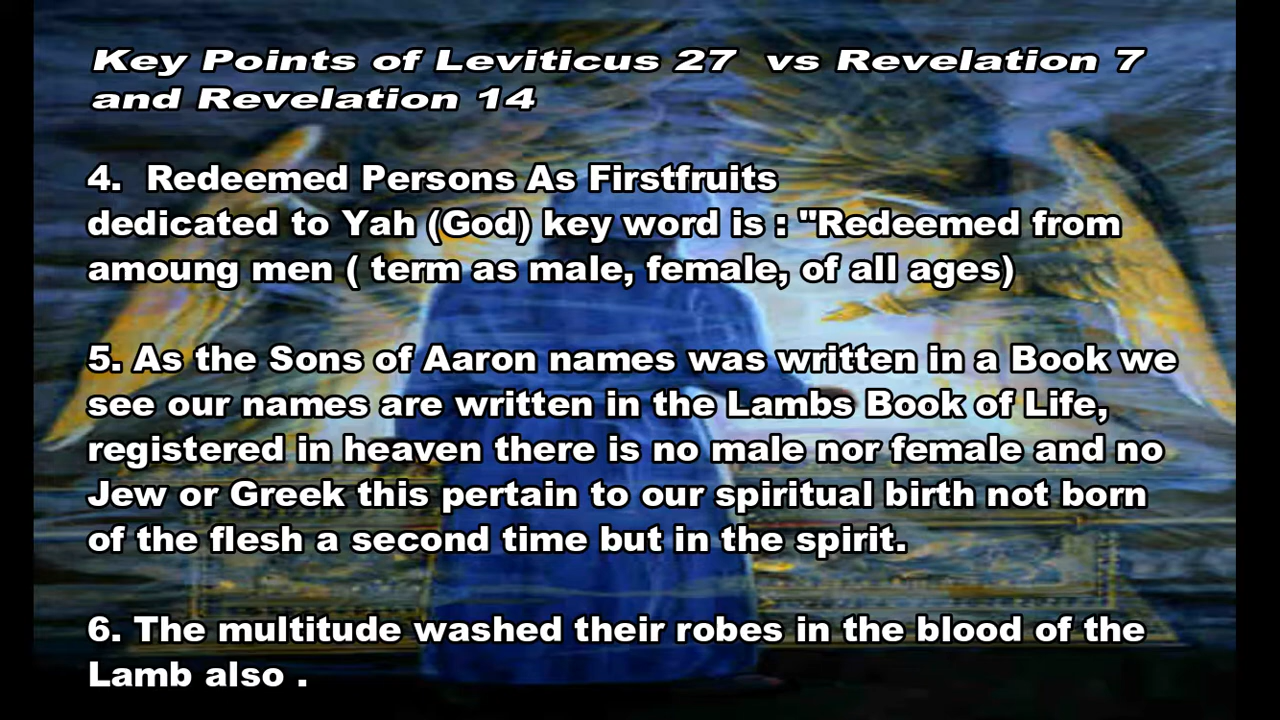 Key Points of Leviticus 27  vs Revelation 7
and Revelation 14
4.  Redeemed Persons As Firstfruits
dedicated to Yah (God) key word is : "Redeemed from
amoung men ( term as male, female, of all ages)
5. As the Sons of Aaron names was written in a Book we
see our names are written in the Lambs Book of Life,
registered in heaven there is no male nor female and no
Jew or Greek this pertain to our spiritual birth not born
of the flesh a second time but in the spirit.
6. The multitude washed their robes in the blood of the
Lamb also .